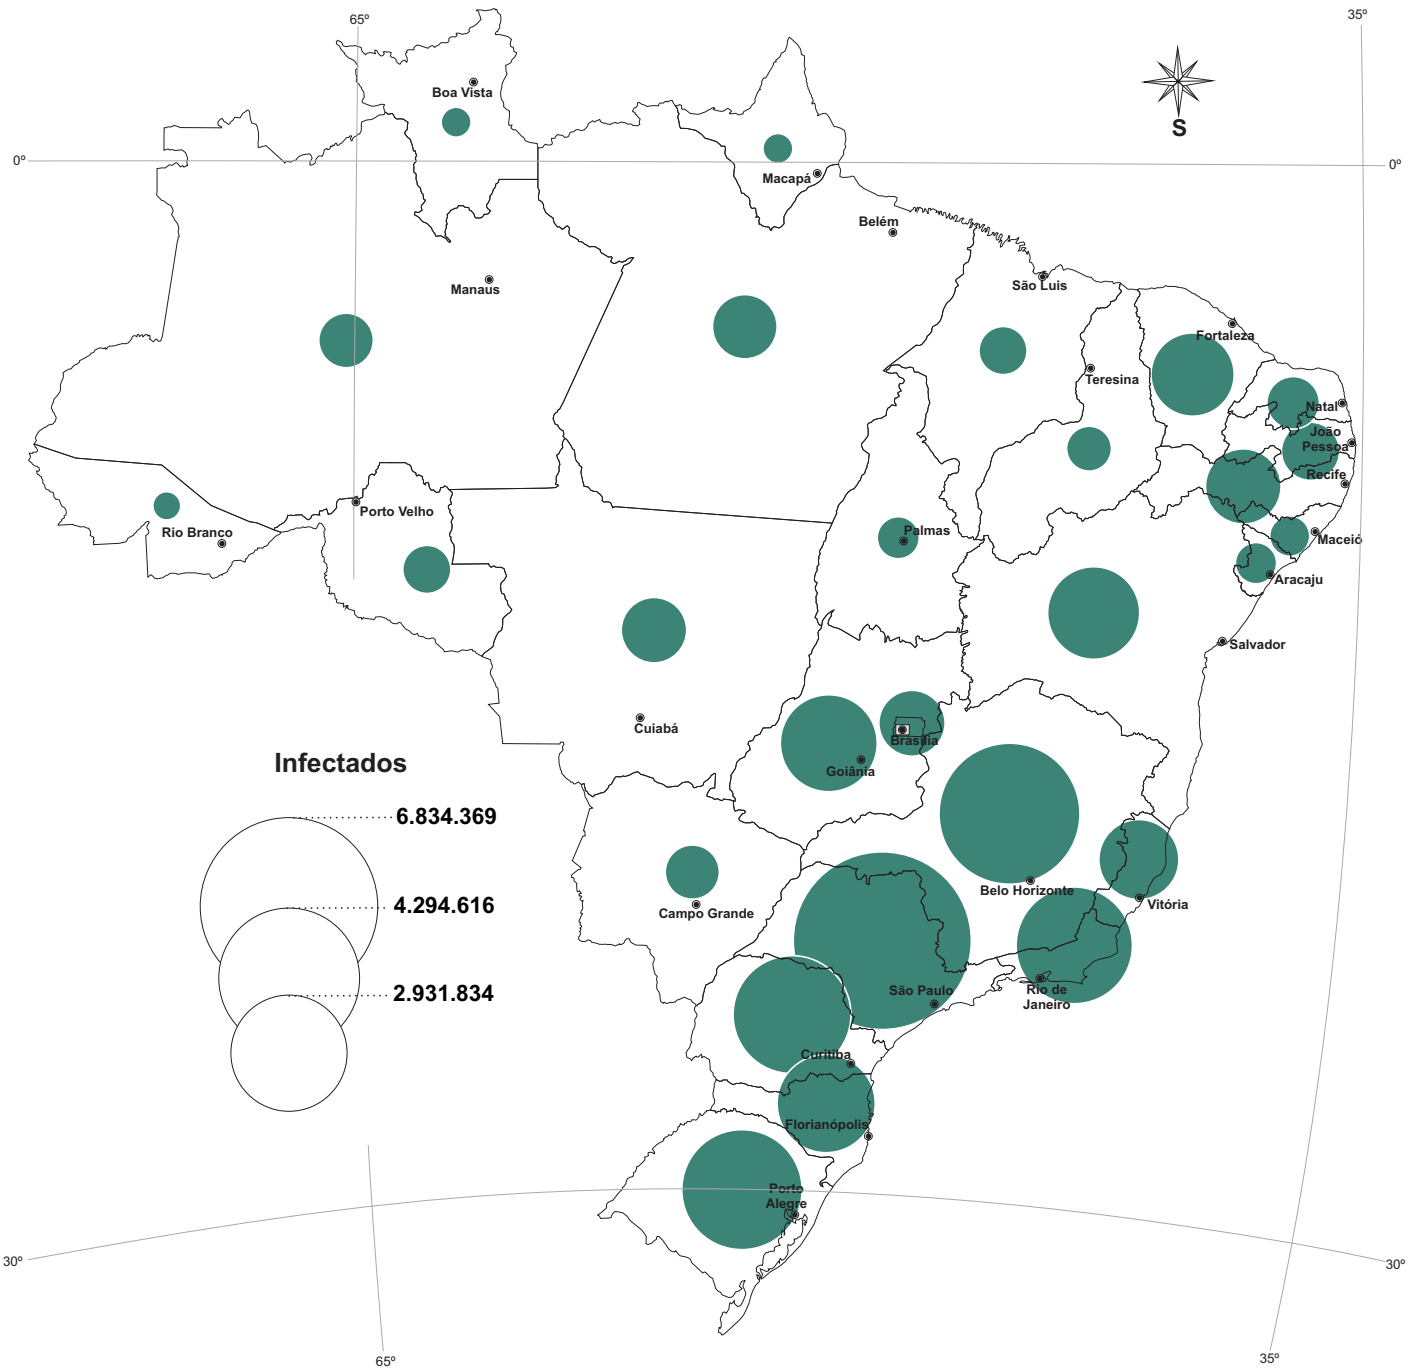 65º
35º
Boa Vista
S
0º
0º
Macapá
Belém
Manaus
São Luis
Fortaleza
Teresina
Natal
João
Pessoa
Recife
Porto Velho
Rio Branco
Palmas
Maceió
Aracaju
Salvador
Cuiabá
Brasília
Goiânia
Infectados
6.834.369
4.294.616
2.931.834
Belo Horizonte
Campo Grande
Vitória
São Paulo
Rio de
Janeiro
Curitiba
Florianópolis
Porto
Alegre
30º
30º
65º
35º